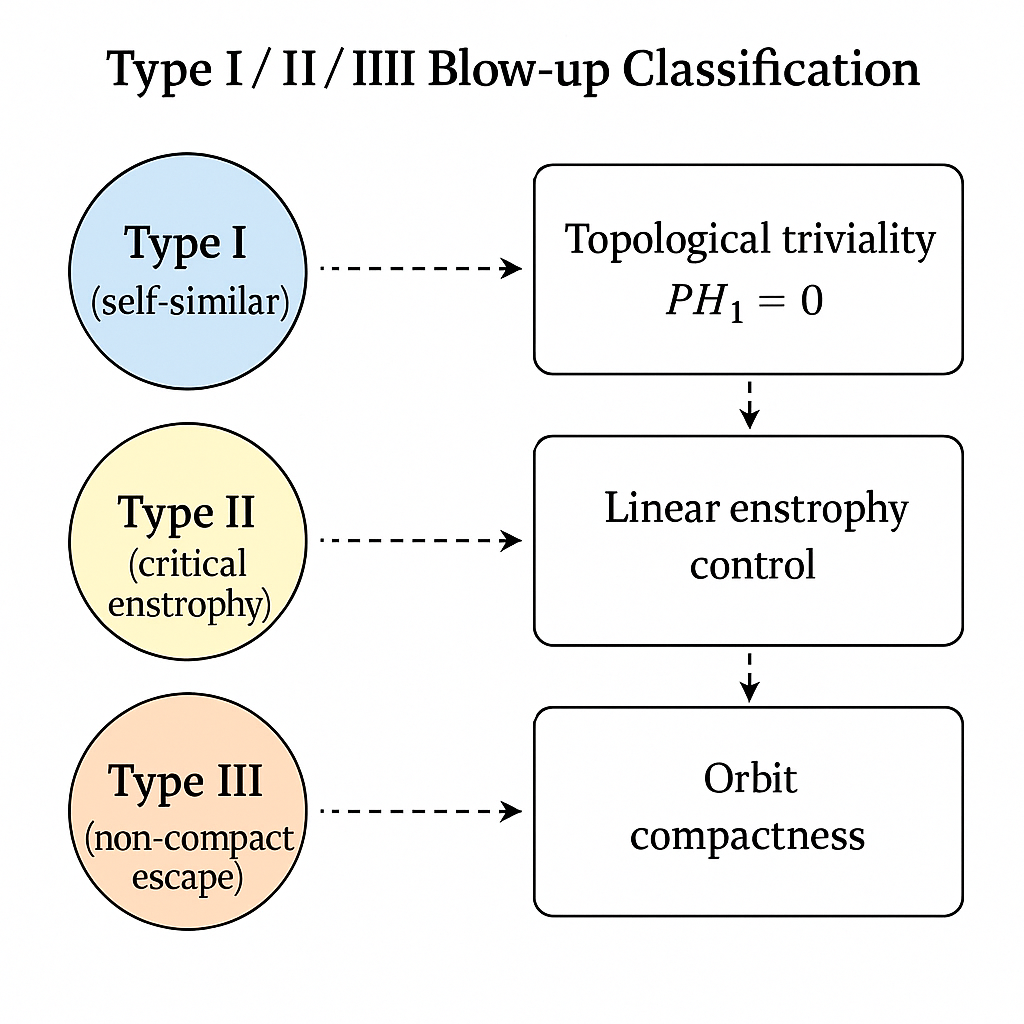 Type I / II / IIII Blow-up Classification
Type I
(self-similar)
Topological triviality
PH₁ = 0
Type II
(critical
enstrophy)
Linear enstrophy
control
Type III
(non-compact
escape)
Orbit
compactness